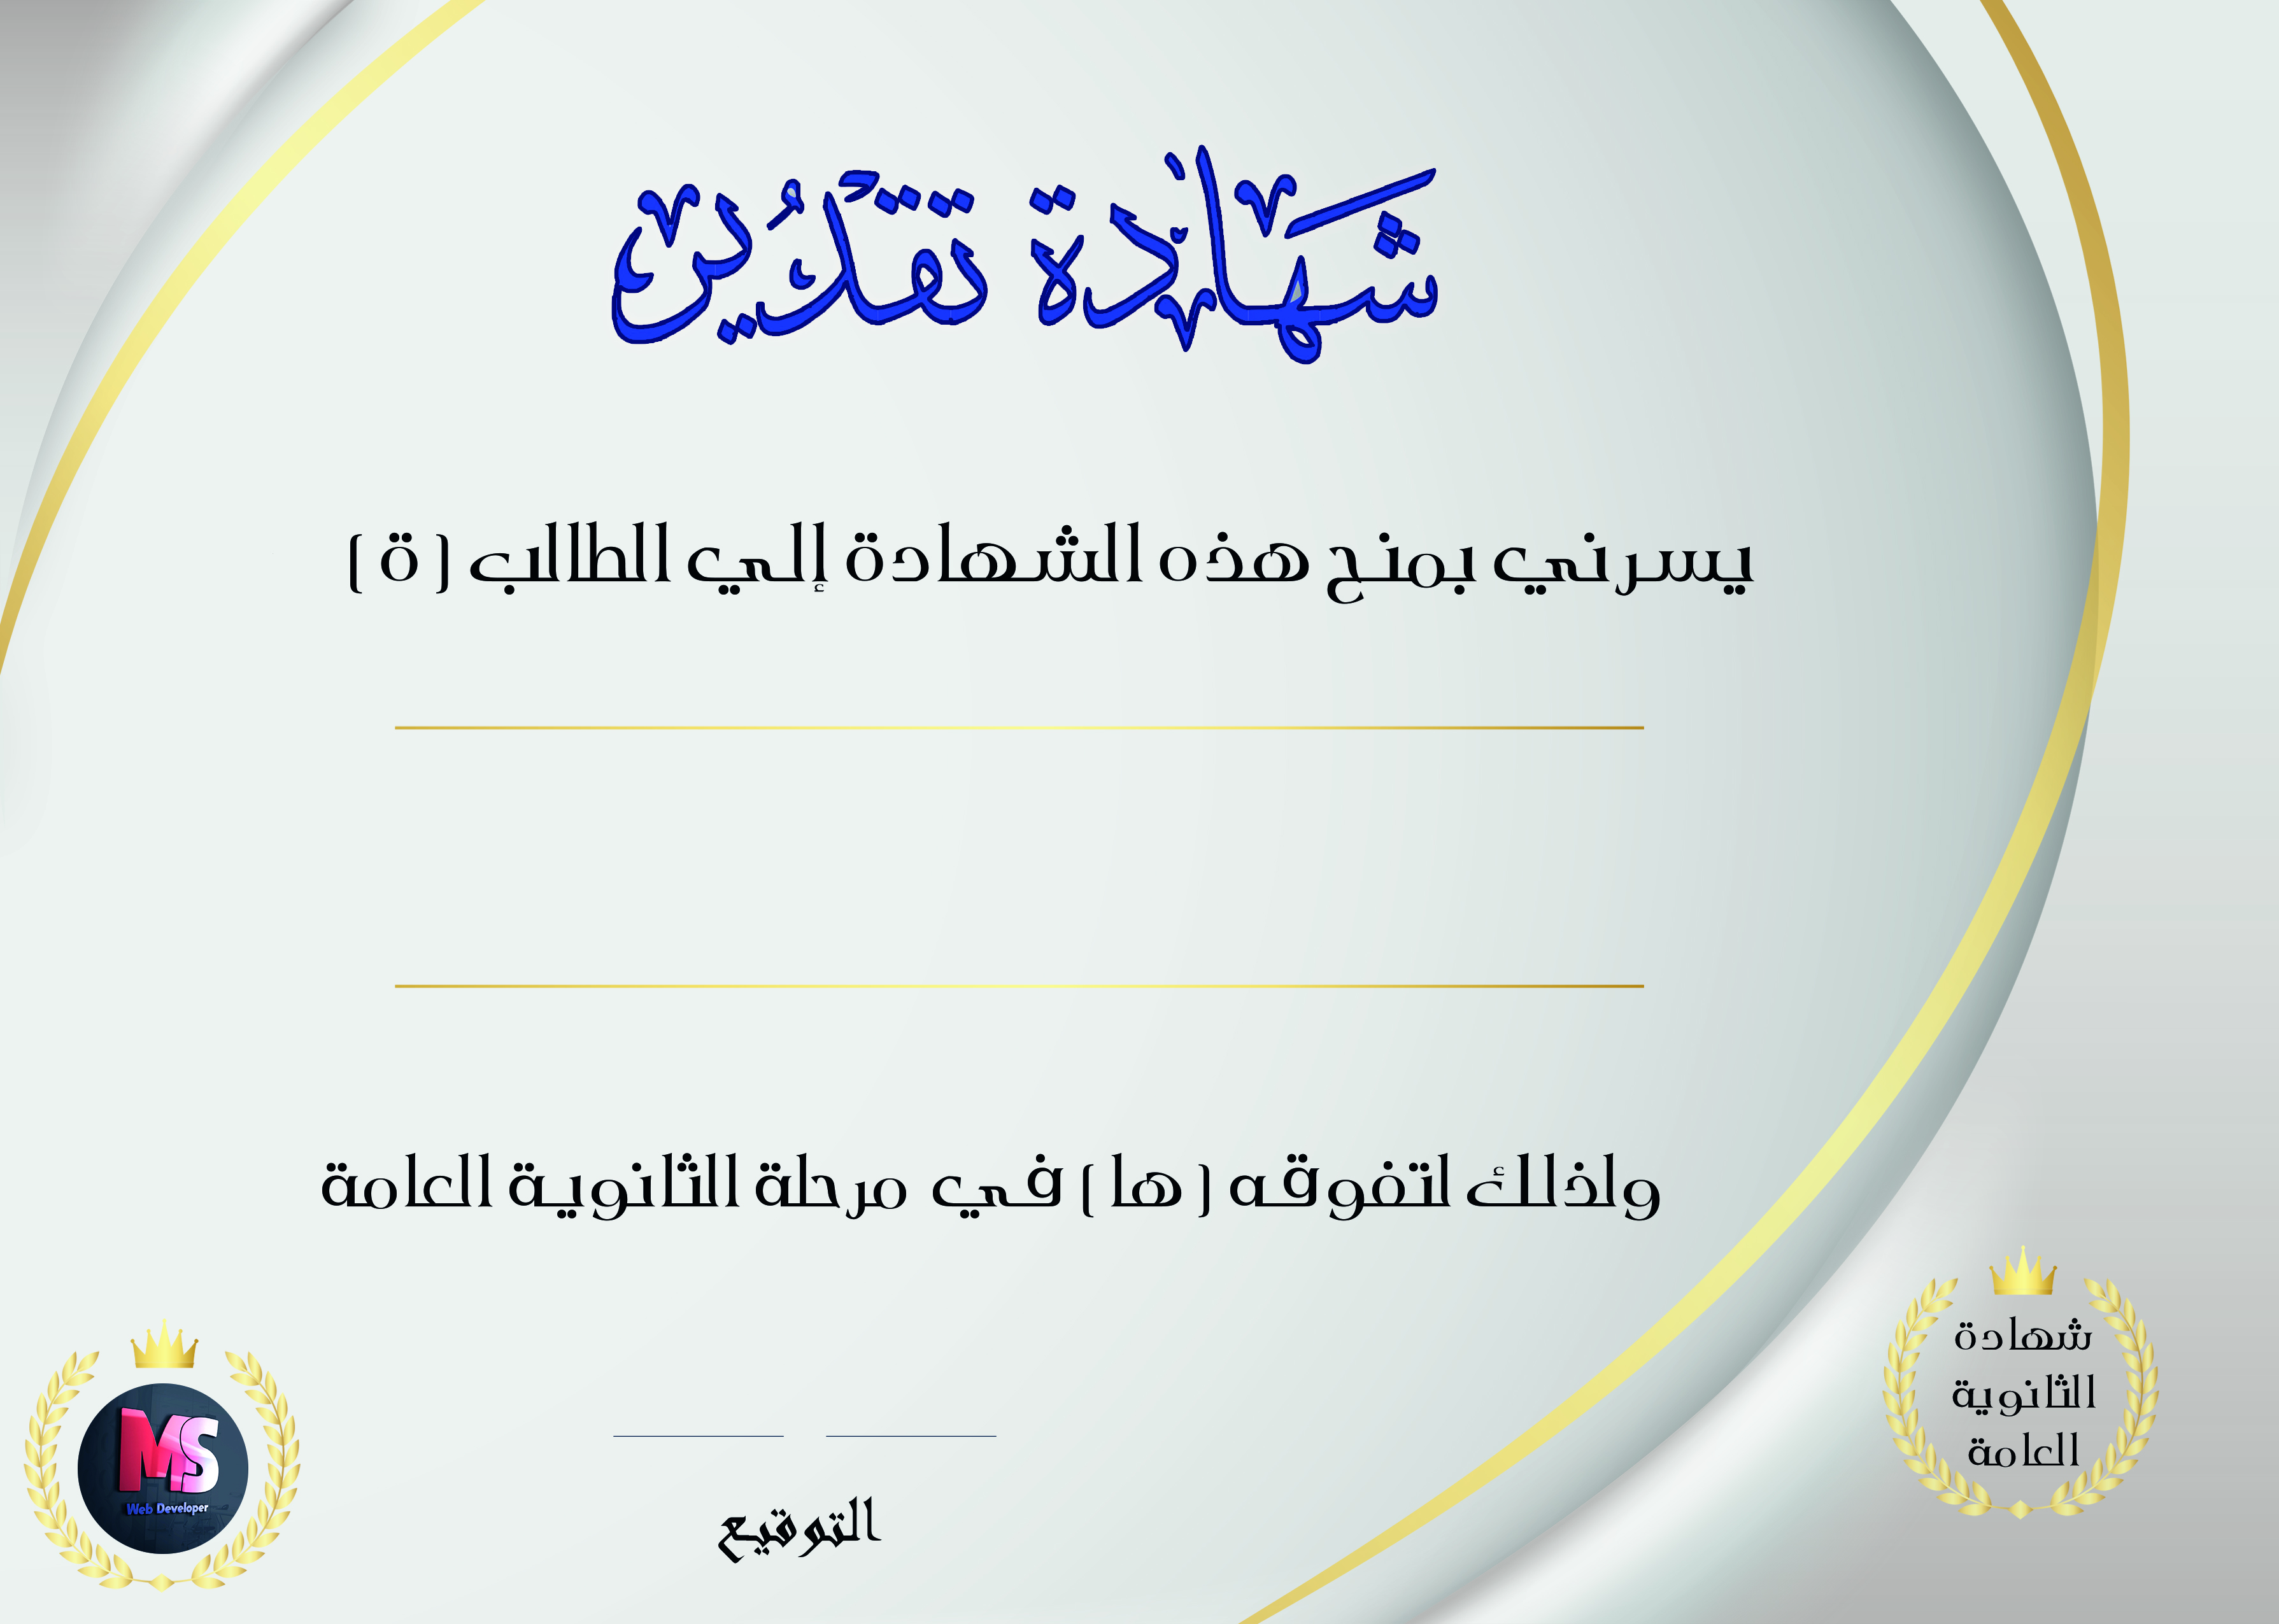 شهادة تقدير
يسرني بمنح هذه الشهادة إلي الطالب ( ة )
واذلك لتفوقه ( ها ) في مرحلة الثانوية العامة
شهادة
الثانوية
العامة
MS
Web Developer
التوقيع